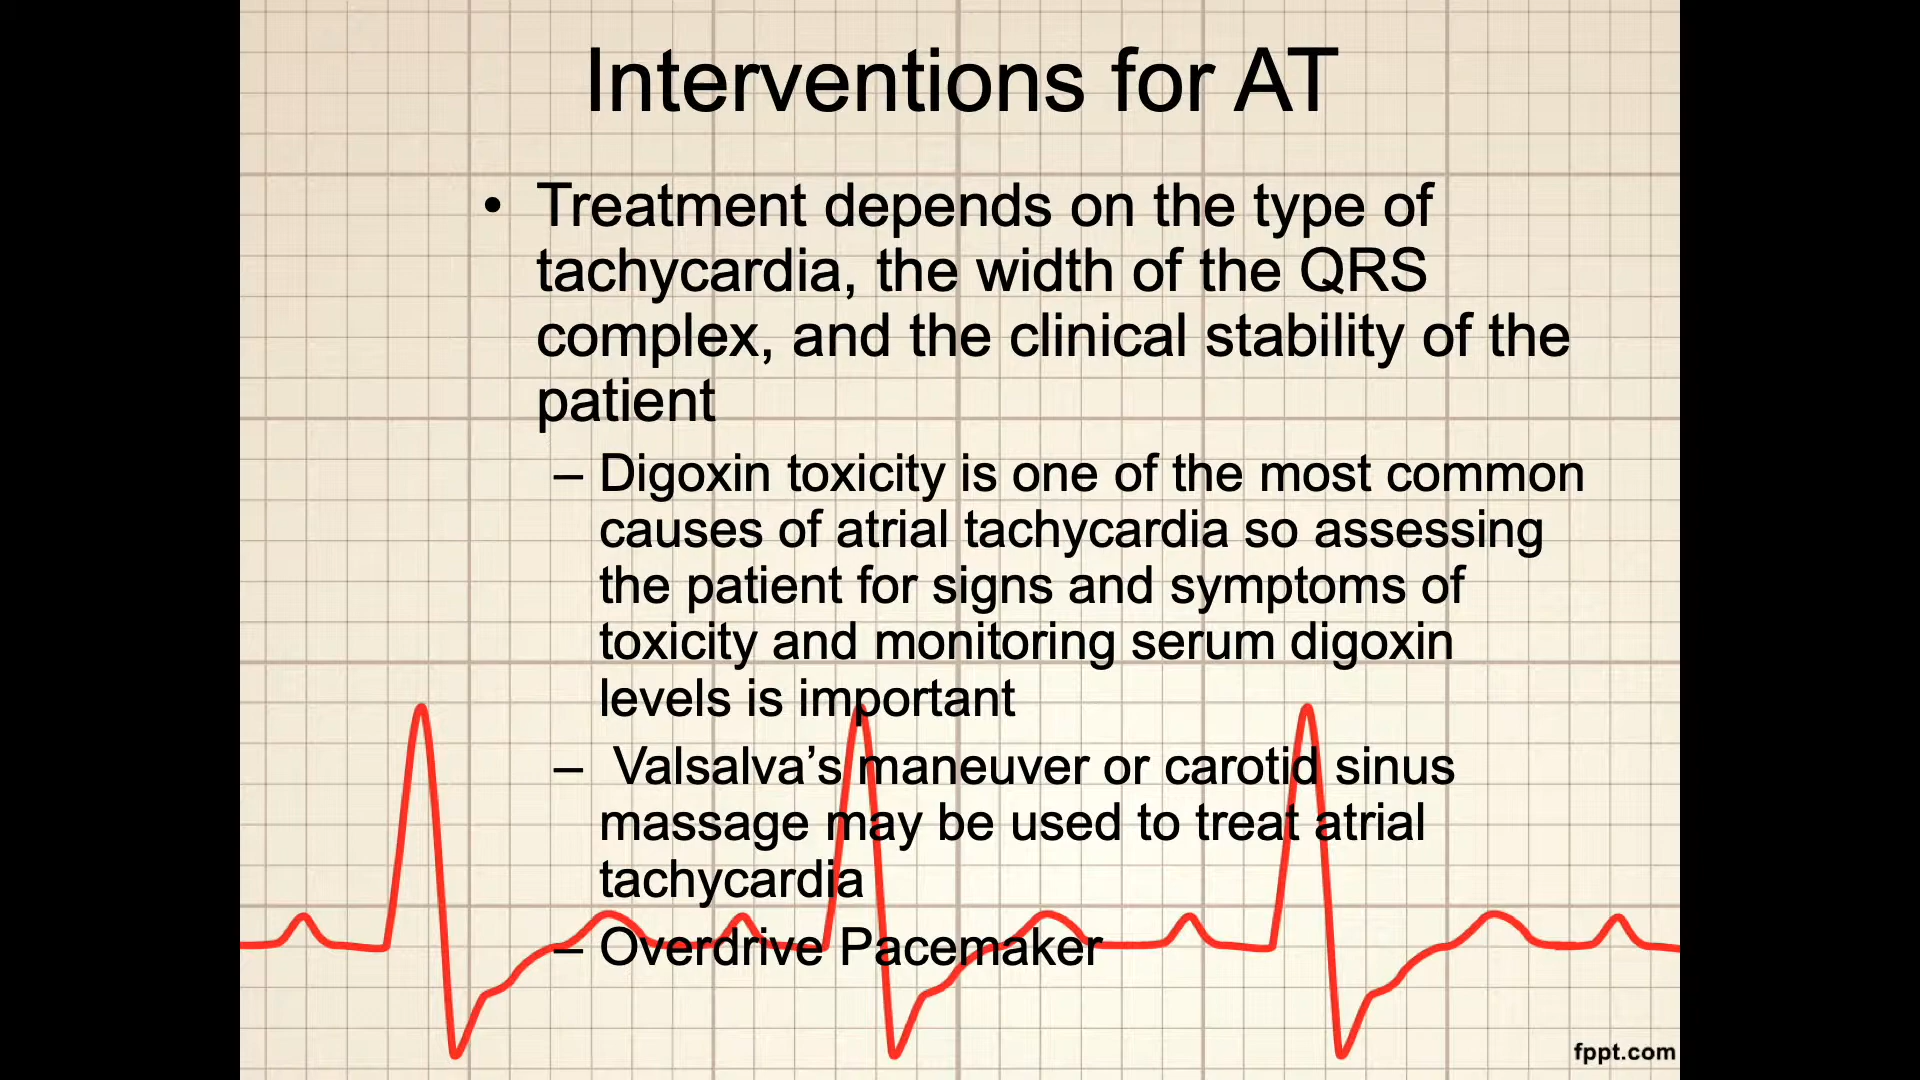 Interventions for AT
• Treatment depends on the type of
tachycardia, the width of the QRS
complex, and the clinical stability of the
patient
– Digoxin toxicity is one of the most common
causes of atrial tachycardia so assessing
the patient for signs and symptoms of
toxicity and monitoring serum digoxin
levels is important
– Valsalva’s maneuver or carotid sinus
massage may be used to treat atrial
tachycardia
– Overdrive Pacemaker
fppt.com